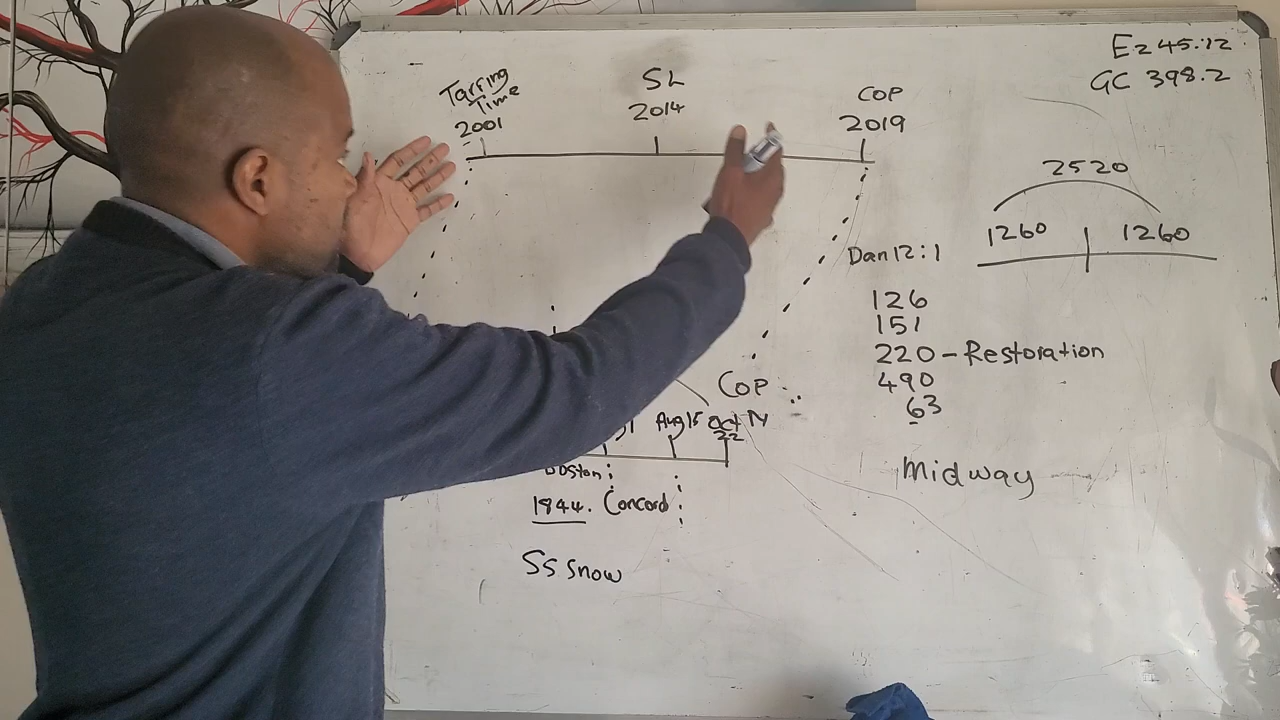 Ez 45:12
GC 398.2
Tarring
Time
2001
SL
2014
COP
2019
2520
1260 1260
Dan 12:1
126
151
220 - Restoration
490
63
Midway
COP
Aug 15 Oct
22
Boston
1844. Concord
SS Snow